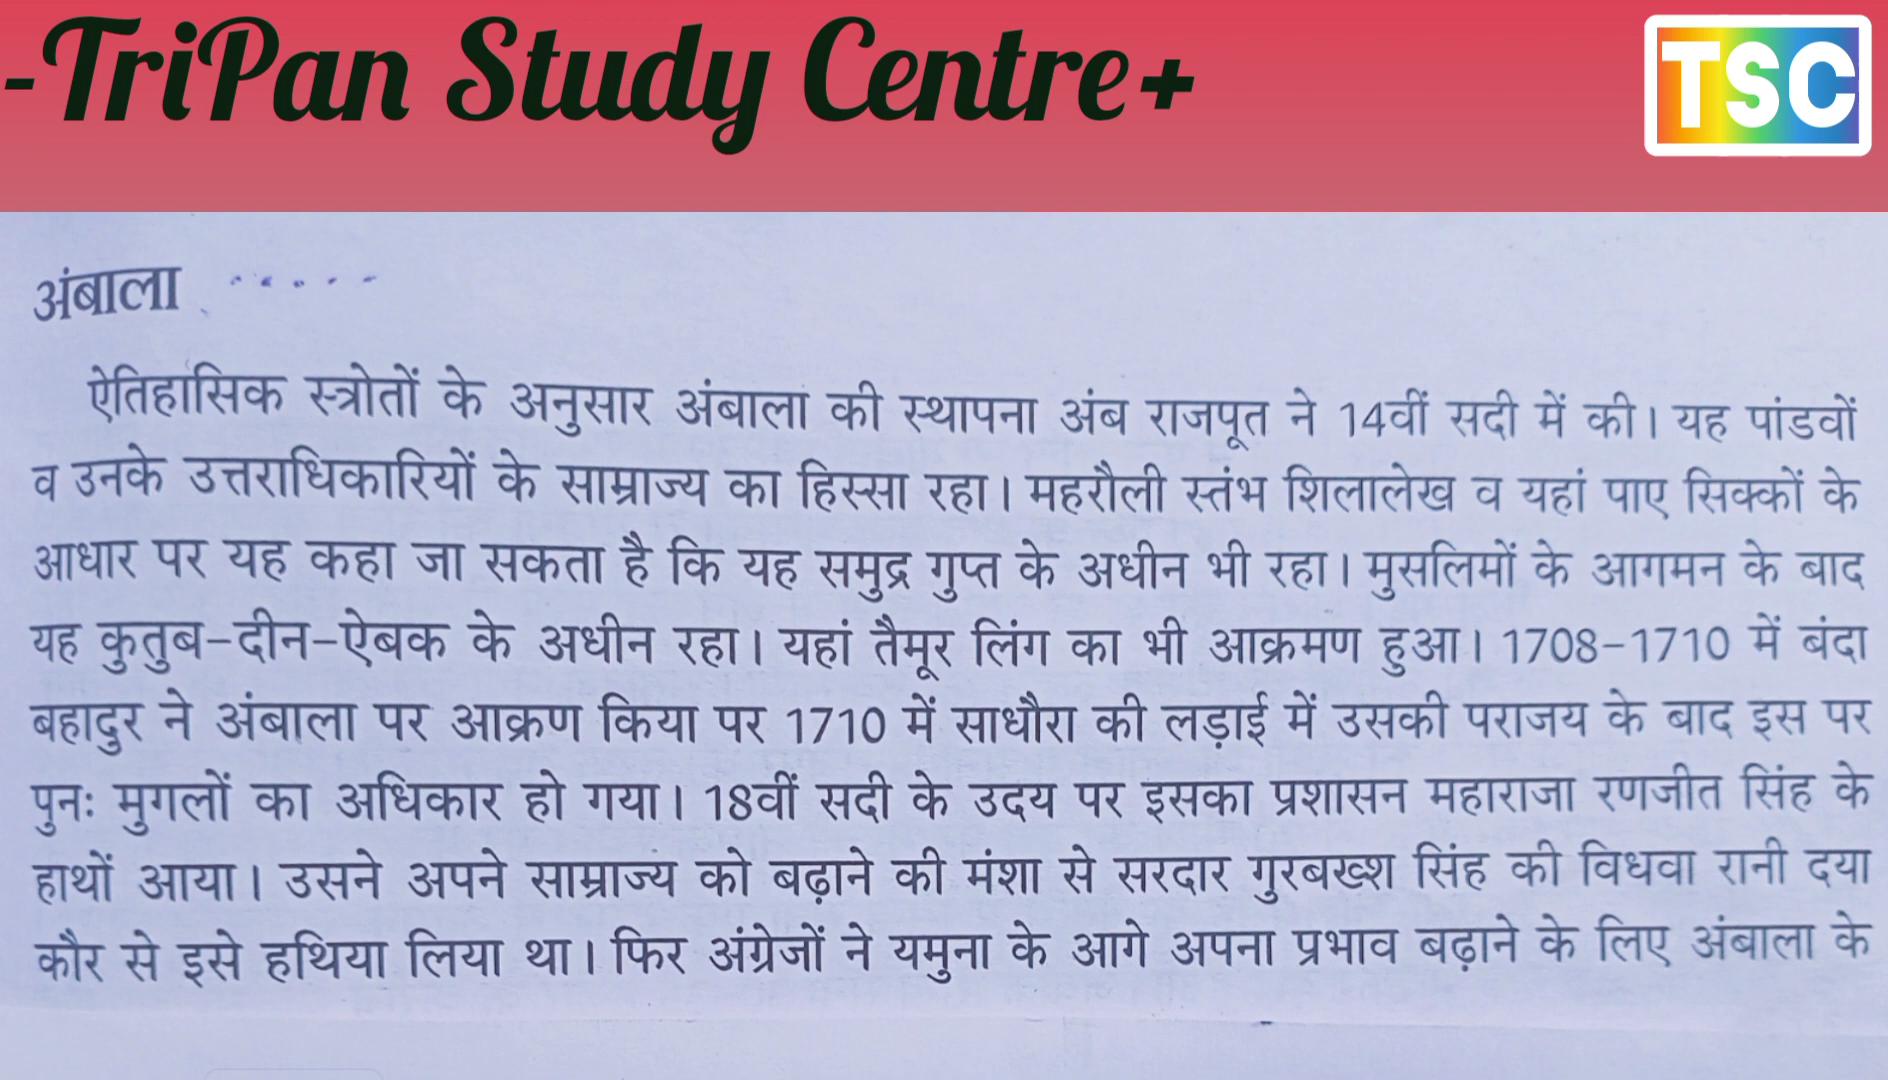 -TriPan Study Centre+
TSC
अंबाला .....
ऐतिहासिक स्त्रोतों के अनुसार अंबाला की स्थापना अंब राजपूत ने 14वीं सदी में की। यह पांडवों
व उनके उत्तराधिकारियों के साम्राज्य का हिस्सा रहा। महरौली स्तंभ शिलालेख व यहां पाए सिक्कों के
आधार पर यह कहा जा सकता है कि यह समुद्र गुप्त के अधीन भी रहा। मुसलिमों के आगमन के बाद
यह कुतुब-दीन-ऐबक के अधीन रहा। यहां तैमूर लिंग का भी आक्रमण हुआ। 1708-1710 में बंदा
बहादुर ने अंबाला पर आक्रण किया पर 1710 में साधौरा की लड़ाई में उसकी पराजय के बाद इस पर
पुनः मुगलों का अधिकार हो गया। 18वीं सदी के उदय पर इसका प्रशासन महाराजा रणजीत सिंह के
हाथों आया। उसने अपने साम्राज्य को बढ़ाने की मंशा से सरदार गुरबख्श सिंह की विधवा रानी दया
कौर से इसे हथिया लिया था। फिर अंग्रेजों ने यमुना के आगे अपना प्रभाव बढ़ाने के लिए अंबाला के